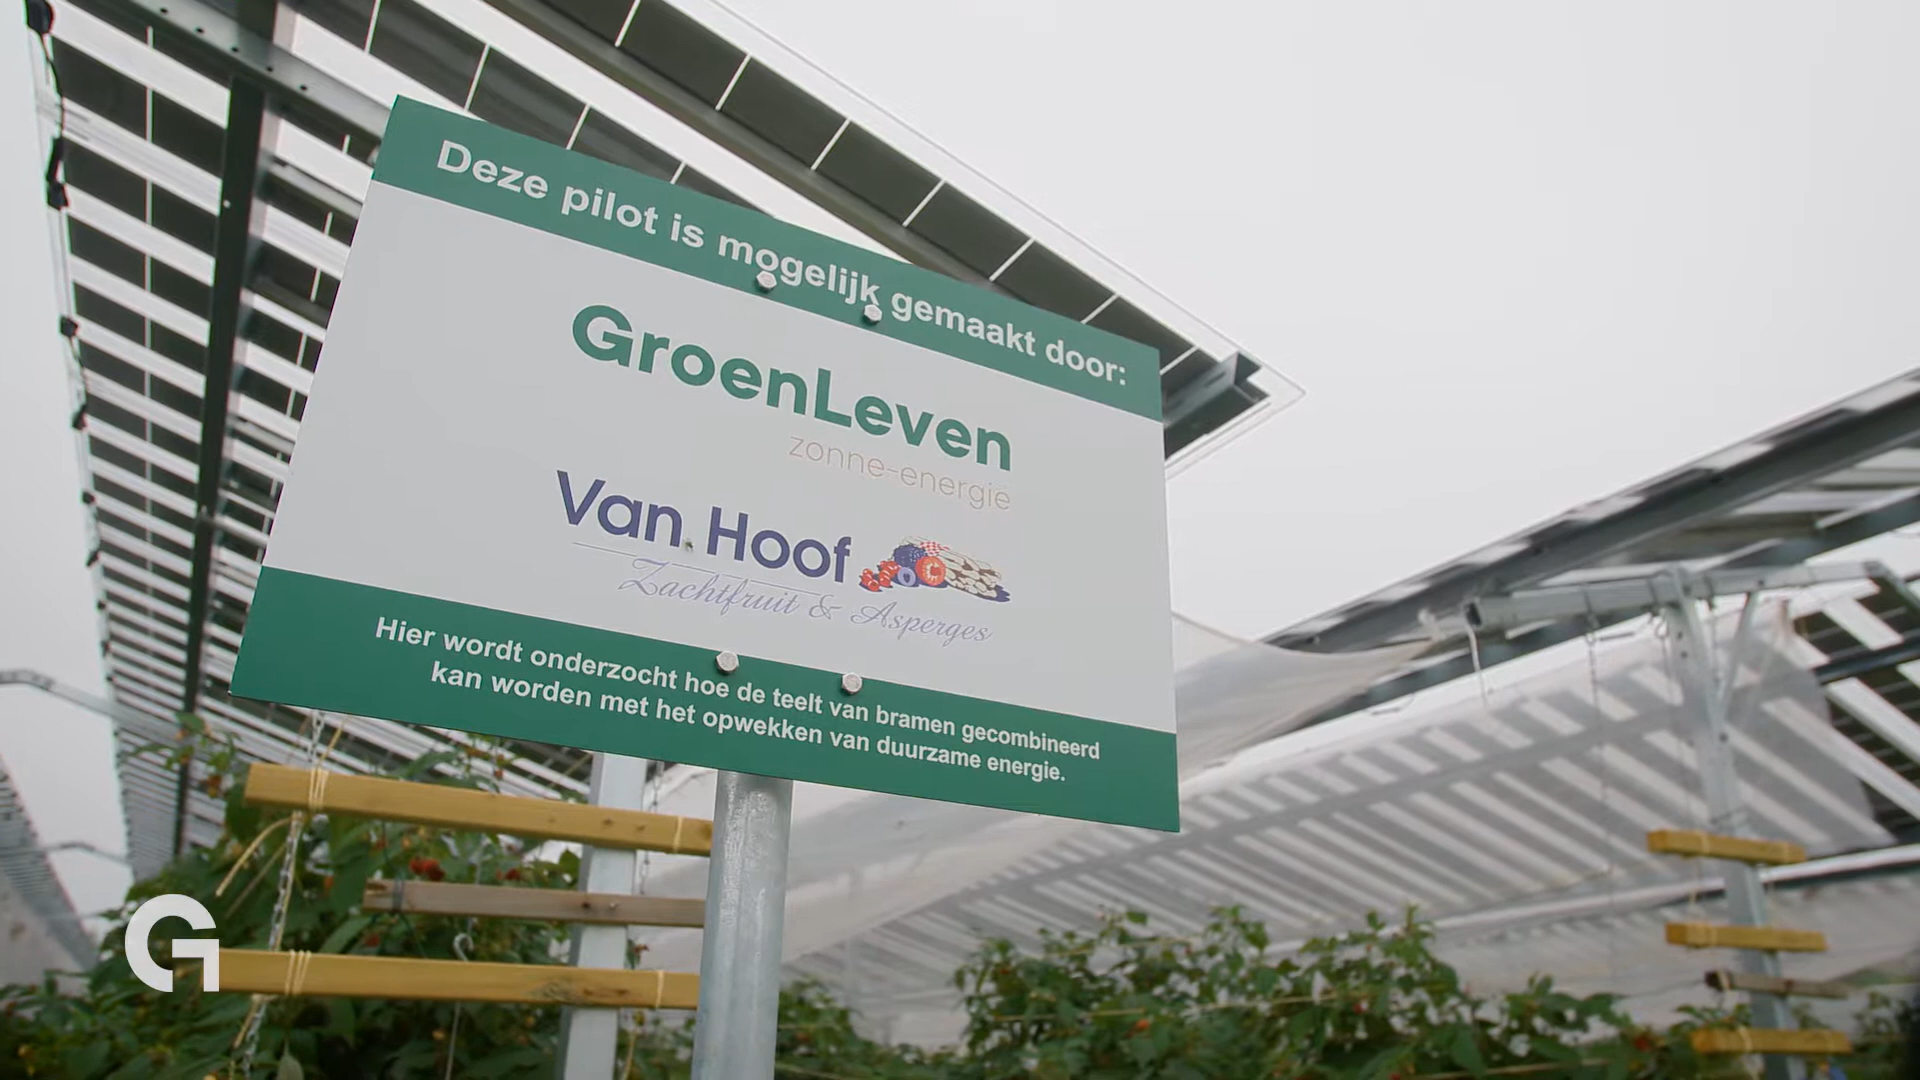 Deze pilot is mogelijk gemaakt door:
GroenLeven
zonne-energie
Van Hoof
Zachtfruit & Asperges
Hier wordt onderzocht hoe de teelt van bramen gecombineerd
kan worden met het opwekken van duurzame energie.
G